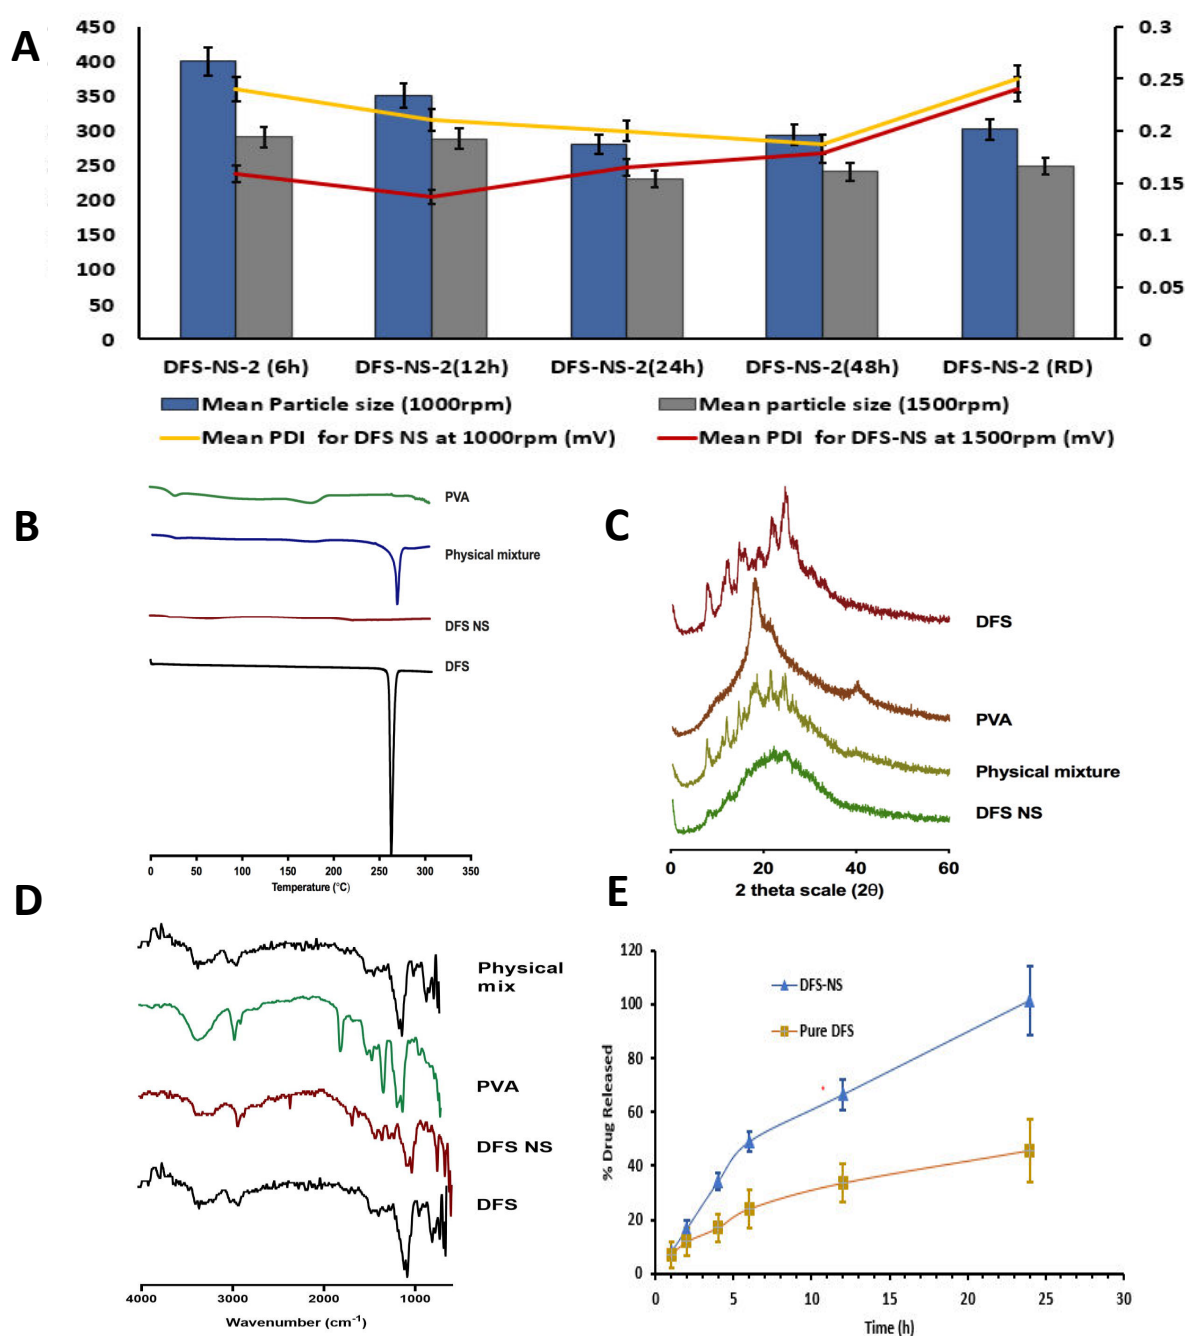 A
450
400
350
300
250
200
150
100
50
0
0.3
0.25
0.2
0.15
0.1
0.05
0
DFS-NS-2 (6h) DFS-NS-2(12h) DFS-NS-2(24h) DFS-NS-2(48h) DFS-NS-2 (RD)
Mean Particle size (1000rpm) Mean particle size (1500rpm)
Mean PDI for DFS NS at 1000rpm (mV) Mean PDI for DFS-NS at 1500rpm (mV)
B
PVA
Physical mixture
DFS NS
DFS
0 50 100 150 200 250 300 350
Temperature (°C)
C
DFS
PVA
Physical mixture
DFS NS
0 20 40 60
2 theta scale (2θ)
D
Physical
mix
PVA
DFS NS
DFS
4000 3000 2000 1000
Wavenumber (cm⁻¹)
E
120
100
80
60
40
20
0
% Drug Released
DFS-NS
Pure DFS
*
0 5 10 15 20 25 30
Time (h)